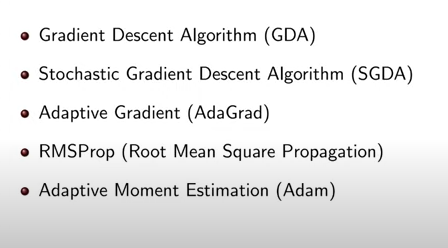 Gradient Descent Algorithm (GDA)
Stochastic Gradient Descent Algorithm (SGDA)
Adaptive Gradient (AdaGrad)
RMSProp (Root Mean Square Propagation)
Adaptive Moment Estimation (Adam)